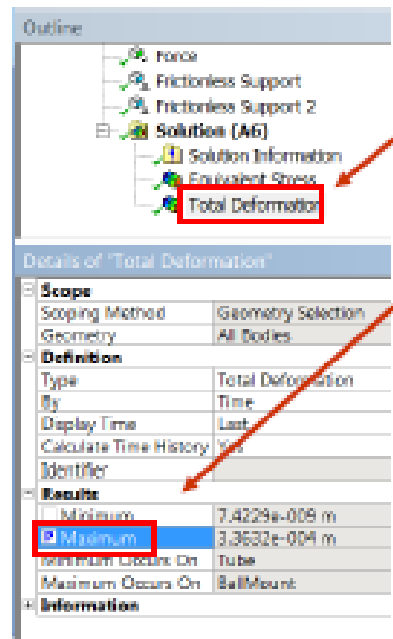 Outline
Force
Frictionless Support
Frictionless Support 2
Solution (A6)
Solution Information
Equivalent Stress
Total Deformation
Details of "Total Deformation"
Scope
Scoping Method Geometry Selection
Geometry All Bodies
Definition
Type Total Deformation
By Time
Display Time Last
Calculate Time History Yes
Identifier
Results
Minimum 7.4229e-009 m
Maximum 3.3632e-004 m
Minimum Occurs On Tube
Maximum Occurs On BallMount
Information